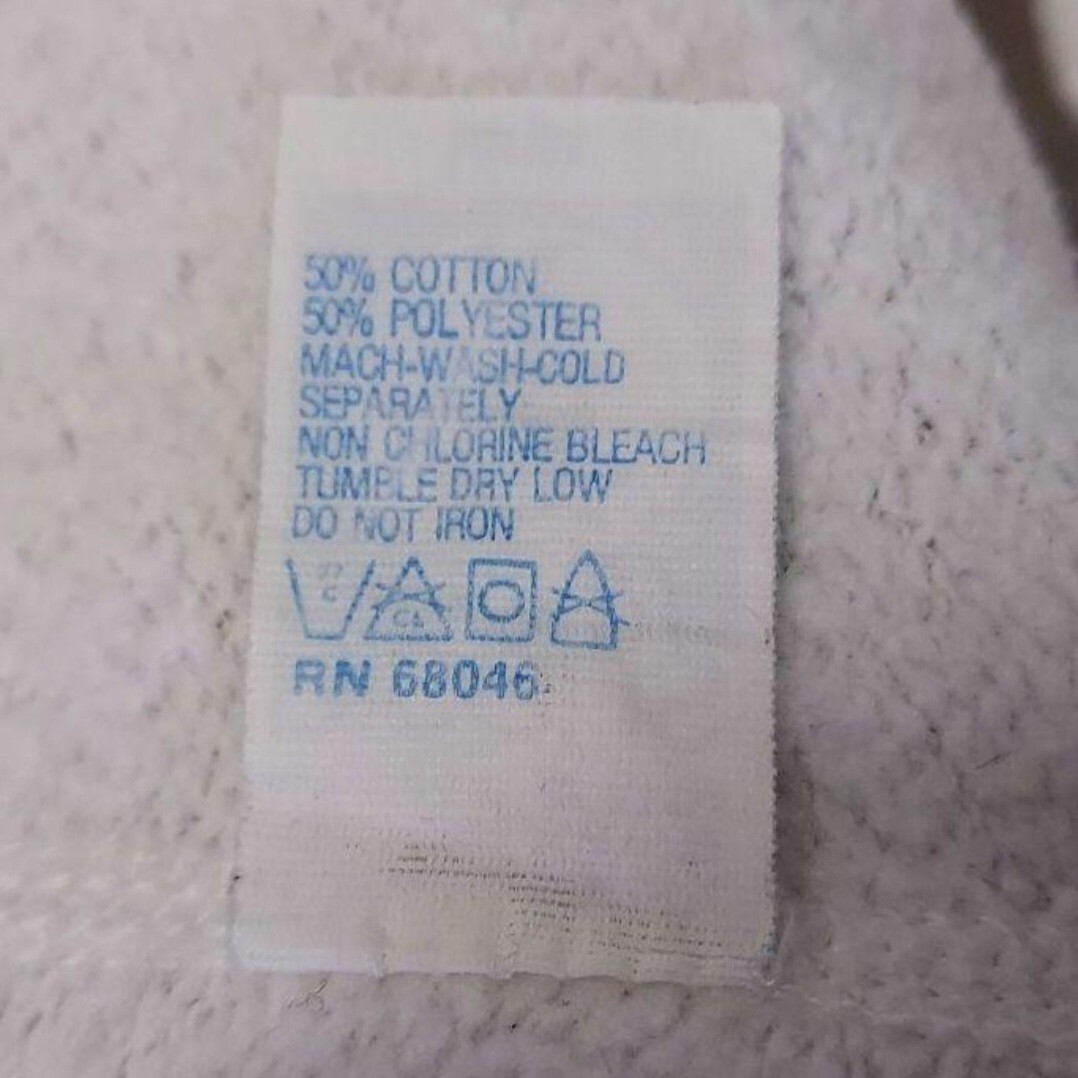 50% COTTON
50% POLYESTER
MACH-WASH-COLD
SEPARATELY
NON CHLORINE BLEACH
TUMBLE DRY LOW
DO NOT IRON
C
CL
RN 68046